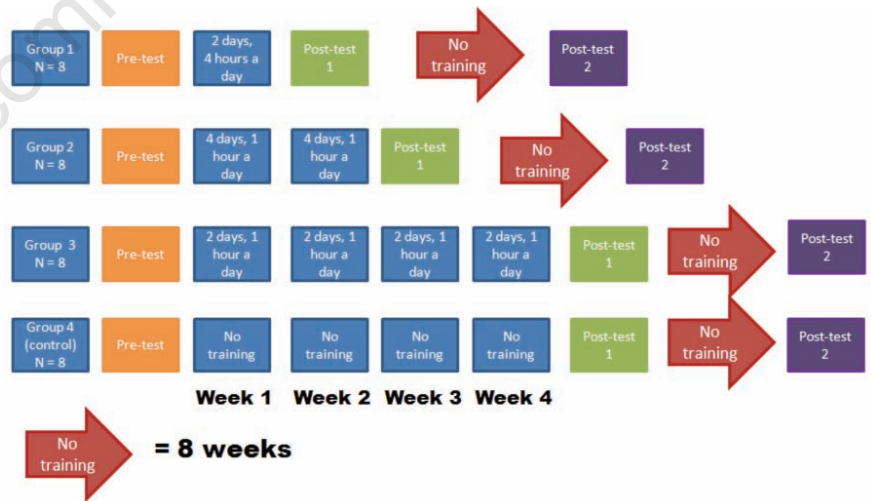 Group 1
N = 8
Pre-test
2 days,
4 hours a
day
Post-test
1
No
training
Post-test
2
Group 2
N = 8
Pre-test
4 days, 1
hour a
day
4 days, 1
hour a
day
Post-test
1
No
training
Post-test
2
Group 3
N = 8
Pre-test
2 days, 1
hour a
day
2 days, 1
hour a
day
2 days, 1
hour a
day
2 days, 1
hour a
day
Post-test
1
No
training
Post-test
2
Group 4
(control)
N = 8
Pre-test
No
training
No
training
No
training
No
training
Post-test
1
No
training
Post-test
2
Week 1 Week 2 Week 3 Week 4
No
training
= 8 weeks